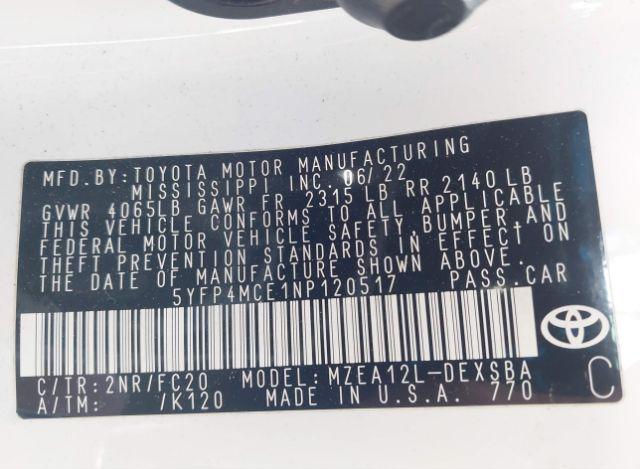 MFD.BY:TOYOTA MOTOR MANUFACTURING
MISSISSIPPI INC. 06/22
GVWR 4065LB GAWR FR 2315 LB RR 2140LB
THIS VEHICLE CONFORMS TO ALL APPLICABLE
FEDERAL MOTOR VEHICLE SAFETY,BUMPER,AND
THEFT PREVENTION STANDARDS IN EFFECT ON
THE DATE OF MANUFACTURE SHOWN ABOVE.
5YFP4MCE1NP120517 PASS.CAR
C/TR:2NR/FC20 MODEL:MZEA12L-DEXSBA
A/TM: /K120 MADE IN U.S.A. 770 C